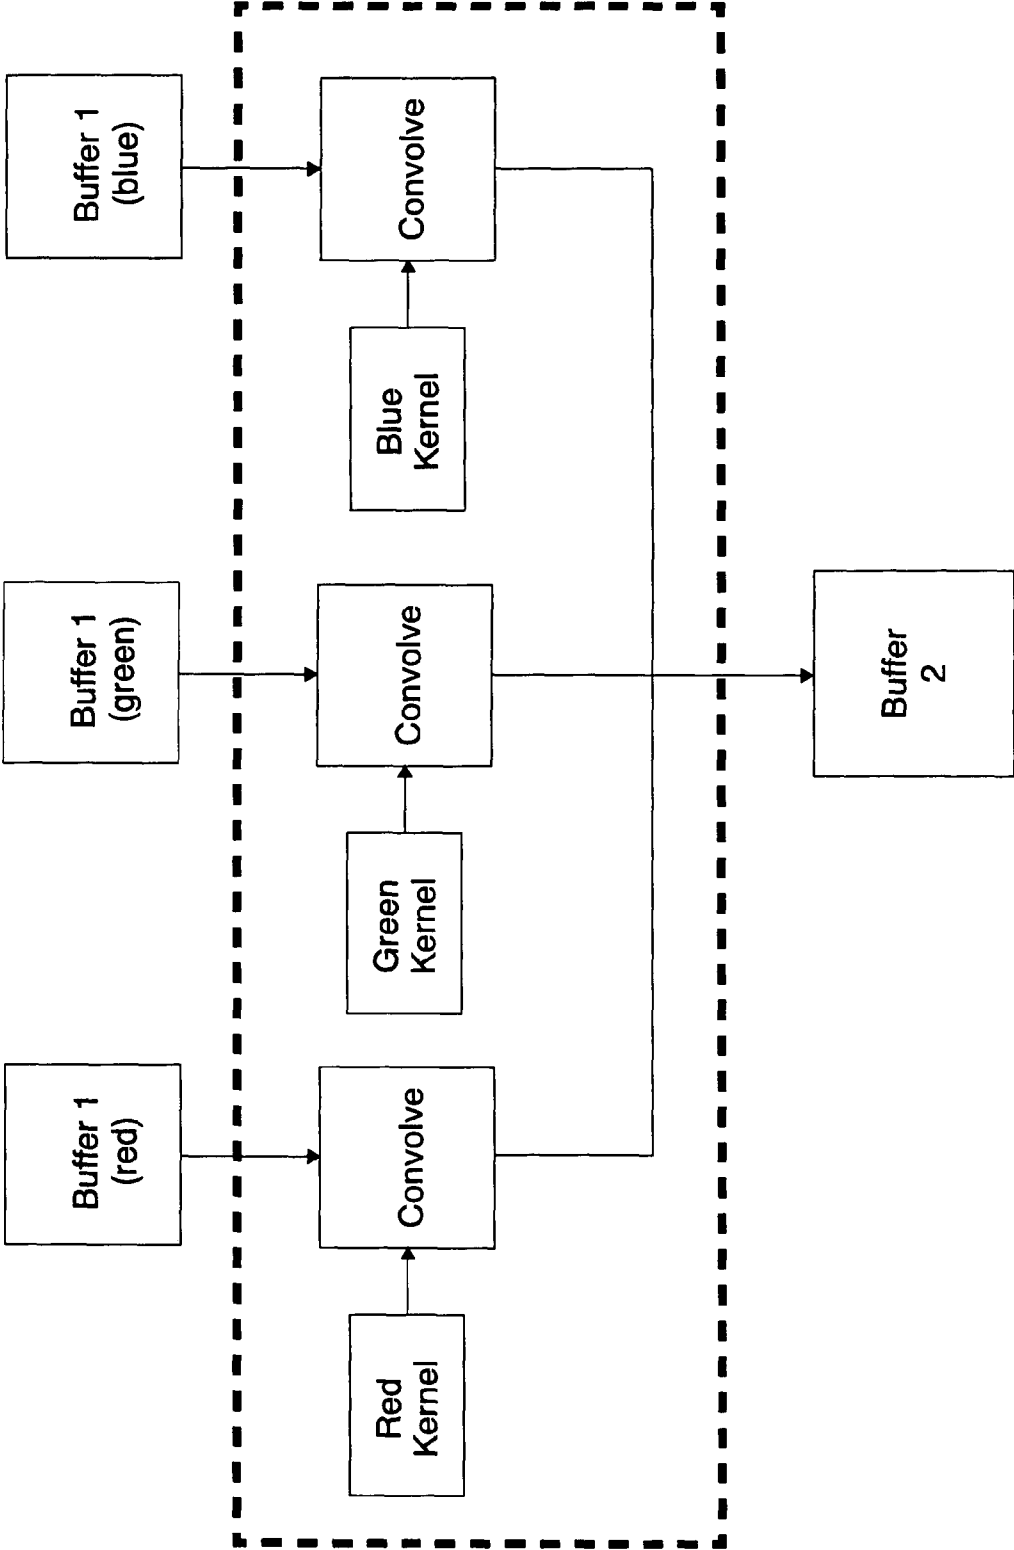 Buffer 1
(red)
Buffer 1
(green)
Buffer 1
(blue)
Red
Kernel
Convolve
Green
Kernel
Convolve
Blue
Kernel
Convolve
Buffer
2